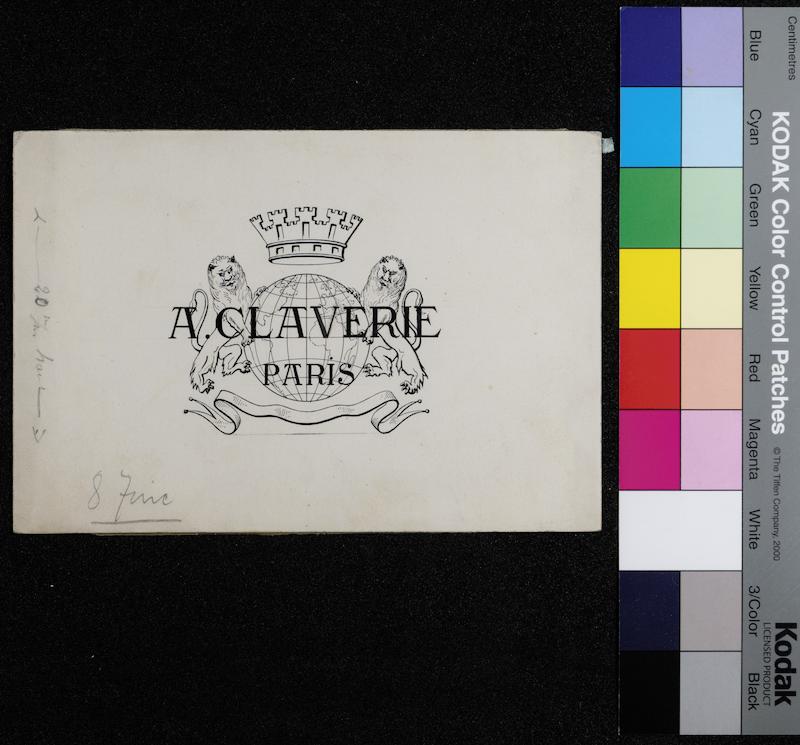 A. CLAVERIE
PARIS
8 Zinc
Centimetres
Blue
Cyan
Green
Yellow
Red
Magenta
White
3/Color
Black
KODAK Color Control Patches
© The Tiffen Company, 2000
Kodak
LICENSED PRODUCT